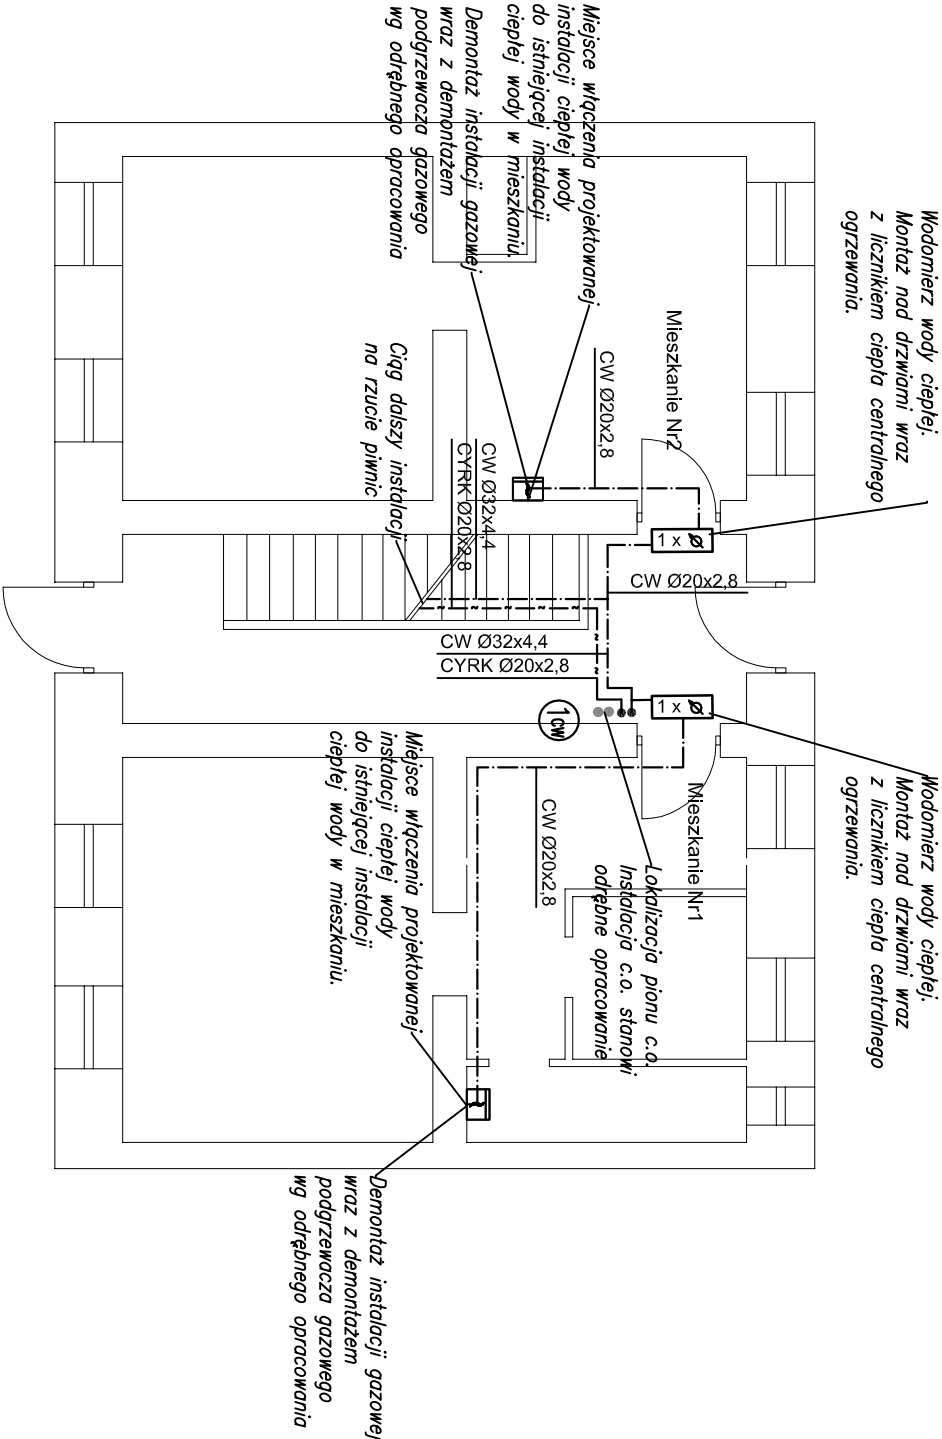 Wodomierz wody ciepłej.
Montaż nad drzwiami wraz
z licznikiem ciepła centralnego
ogrzewania.
Miejsce włączenia projektowanej
instalacji ciepłej wody
do istniejącej instalacji
ciepłej wody w mieszkaniu.
Demontaż instalacji gazowej
wraz z demontażem
podgrzewacza gazowego
wg odrębnego opracowania
Mieszkanie Nr2
CW Ø20x2,8
Ciąg dalszy instalacji
na rzucie piwnic
CW Ø32x4,4
CYRK Ø20x2,8
1 x Ø
CW Ø20x2,8
CW Ø32x4,4
CYRK Ø20x2,8
1 x Ø
1
CW
Wodomierz wody ciepłej.
Montaż nad drzwiami wraz
z licznikiem ciepła centralnego
ogrzewania.
Mieszkanie Nr1
Lokalizacja pionu c.o.
Instalacja c.o. stanowi
odrębne opracowanie
CW Ø20x2,8
Miejsce włączenia projektowanej
instalacji ciepłej wody
do istniejącej instalacji
ciepłej wody w mieszkaniu.
Demontaż instalacji gazowej
wraz z demontażem
podgrzewacza gazowego
wg odrębnego opracowania